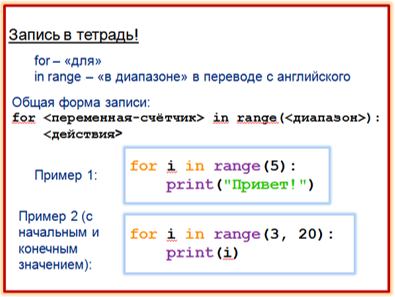 Запись в тетрадь!
for – «для»
in range – «в диапазоне» в переводе с английского
Общая форма записи:
for <переменная-счётчик> in range(<диапазон>):
<действия>
Пример 1:
for i in range(5):
print("Привет!")
Пример 2 (с
начальным и
конечным
значением):
for i in range(3, 20):
print(i)